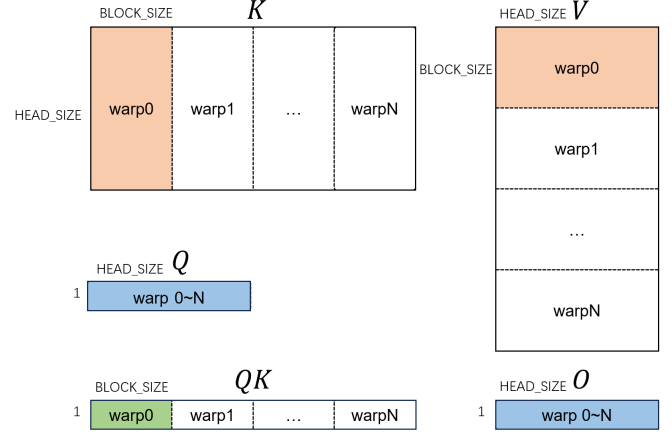 BLOCK_SIZE K
HEAD_SIZE V
BLOCK_SIZE
HEAD_SIZE
warp0 warp1 ... warpN
warp0
warp1
...
warpN
HEAD_SIZE Q
1 warp 0~N
BLOCK_SIZE QK
1 warp0 warp1 ... warpN
HEAD_SIZE O
1 warp 0~N